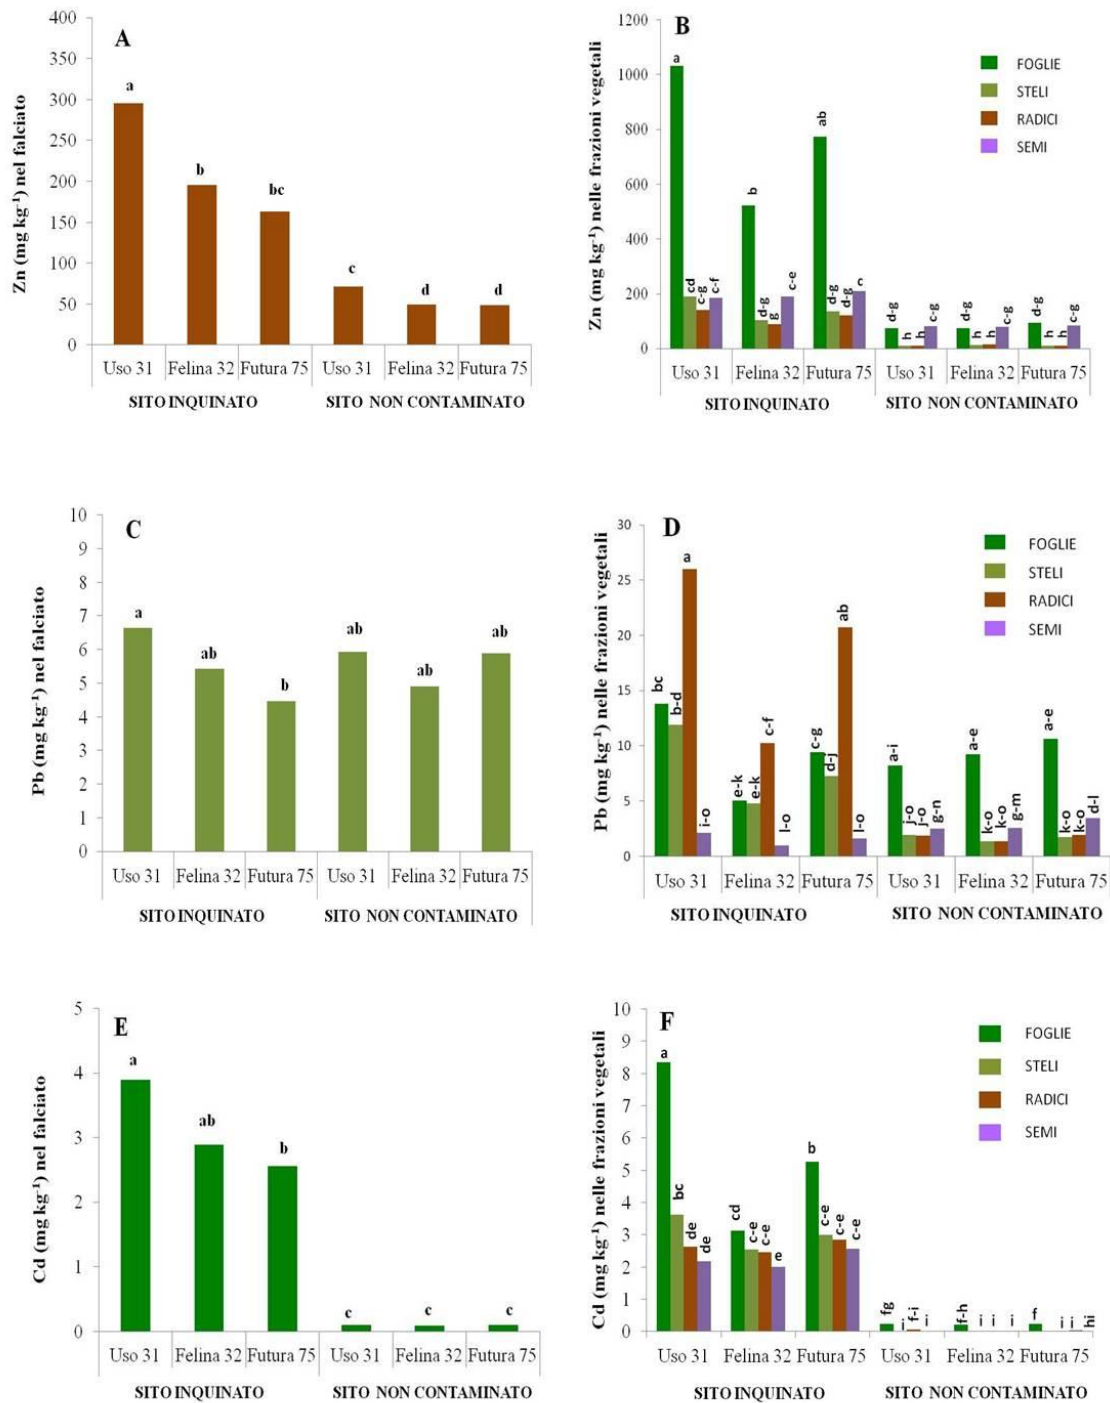 A
Zn (mg kg⁻¹) nel falciato
400
350
300
250
200
150
100
50
0
a
b
bc
c
d
d
Uso 31 Felina 32 Futura 75 Uso 31 Felina 32 Futura 75
SITO INQUINATO SITO NON CONTAMINATO
B
Zn (mg kg⁻¹) nelle frazioni vegetali
1200
1000
800
600
400
200
0
FOGLIE
STELI
RADICI
SEMI
a cd c-g c-f
b d-g g c-e
ab d-g d-g c
d-g h h c-g
d-g h h c-g
d-g h h c-g
Uso 31 Felina 32 Futura 75 Uso 31 Felina 32 Futura 75
SITO INQUINATO SITO NON CONTAMINATO
C
Pb (mg kg⁻¹) nel falciato
10
9
8
7
6
5
4
3
2
1
0
a
ab
b
ab
ab
ab
Uso 31 Felina 32 Futura 75 Uso 31 Felina 32 Futura 75
SITO INQUINATO SITO NON CONTAMINATO
D
Pb (mg kg⁻¹) nelle frazioni vegetali
30
25
20
15
10
5
0
FOGLIE
STELI
RADICI
SEMI
bc b-d a i-o
e-k e-k c-f l-o
c-g d-j ab l-o
a-i j-o j-o g-n
a-e k-o k-o g-m
a-e k-o k-o d-l
Uso 31 Felina 32 Futura 75 Uso 31 Felina 32 Futura 75
SITO INQUINATO SITO NON CONTAMINATO
E
Cd (mg kg⁻¹) nel falciato
5
4
3
2
1
0
a
ab
b
c
c
c
Uso 31 Felina 32 Futura 75 Uso 31 Felina 32 Futura 75
SITO INQUINATO SITO NON CONTAMINATO
F
Cd (mg kg⁻¹) nelle frazioni vegetali
10
9
8
7
6
5
4
3
2
1
0
FOGLIE
STELI
RADICI
SEMI
a bc de de
cd c-e c-e e
b c-e c-e c-e
fg i f-i i
f-h i i i
f i i hi
Uso 31 Felina 32 Futura 75 Uso 31 Felina 32 Futura 75
SITO INQUINATO SITO NON CONTAMINATO